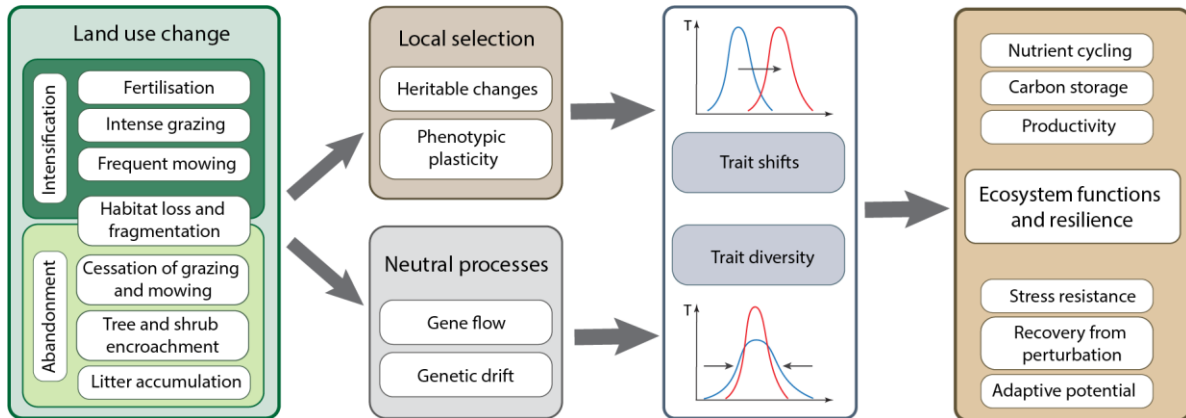 Land use change
Intensification
Fertilisation
Intense grazing
Frequent mowing
Habitat loss and
fragmentation
Abandonment
Cessation of grazing
and mowing
Tree and shrub
encroachment
Litter accumulation
Local selection
Heritable changes
Phenotypic
plasticity
Neutral processes
Gene flow
Genetic drift
T
Trait shifts
Trait diversity
T
Nutrient cycling
Carbon storage
Productivity
Ecosystem functions
and resilience
Stress resistance
Recovery from
perturbation
Adaptive potential